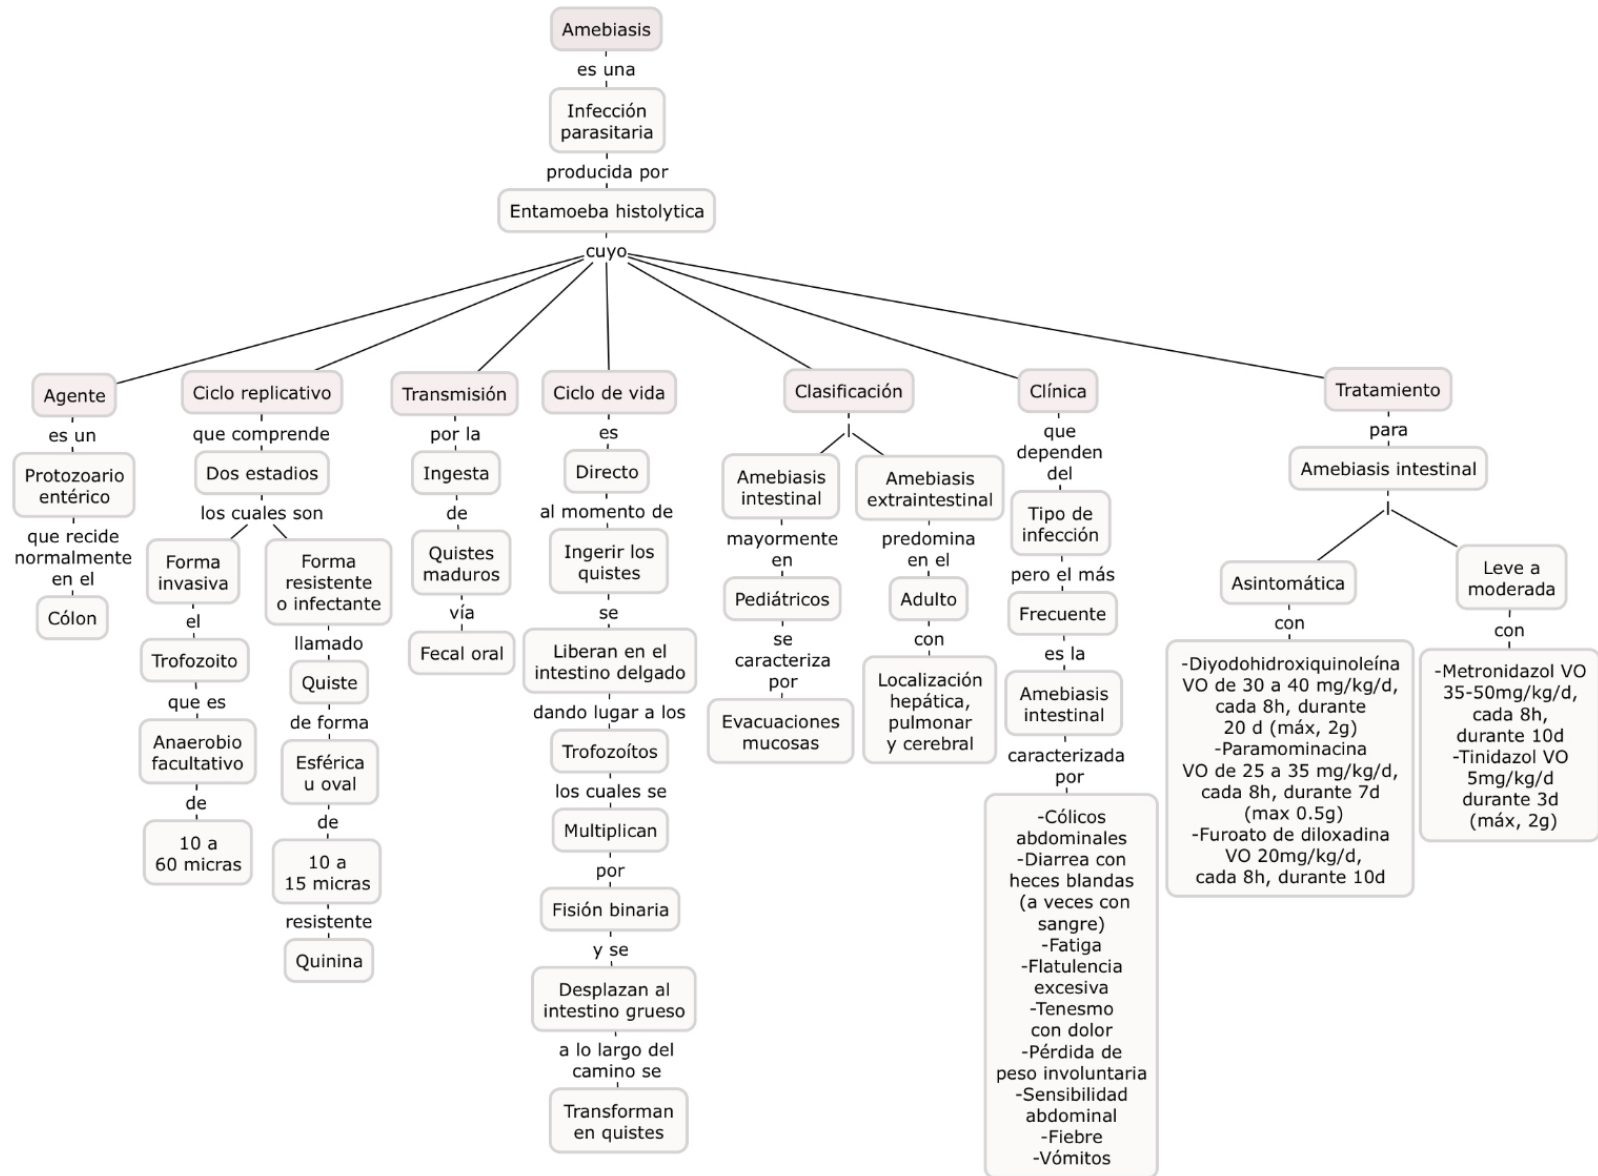 Amebiasis
es una
Infección
parasitaria
producida por
Entamoeba histolytica
cuyo
Agente
es un
Protozoario
entérico
que recide
normalmente
en el
Cólon
Ciclo replicativo
que comprende
Dos estadios
los cuales son
Forma
invasiva
el
Trofozoito
que es
Anaerobio
facultativo
de
10 a
60 micras
Forma
resistente
o infectante
llamado
Quiste
de forma
Esférica
u oval
de
10 a
15 micras
resistente
Quinina
Transmisión
por la
Ingesta
de
Quistes
maduros
vía
Fecal oral
Ciclo de vida
es
Directo
al momento de
Ingerir los
quistes
se
Liberan en el
intestino delgado
dando lugar a los
Trofozoítos
los cuales se
Multiplican
por
Fisión binaria
y se
Desplazan al
intestino grueso
a lo largo del
camino se
Transforman
en quistes
Clasificación
Amebiasis
intestinal
mayormente
en
Pediátricos
se
caracteriza
por
Evacuaciones
mucosas
Amebiasis
extraintestinal
predomina
en el
Adulto
con
Localización
hepática,
pulmonar
y cerebral
Clínica
que
dependen
del
Tipo de
infección
pero el más
Frecuente
es la
Amebiasis
intestinal
caracterizada
por
-Cólicos
abdominales
-Diarrea con
heces blandas
(a veces con
sangre)
-Fatiga
-Flatulencia
excesiva
-Tenesmo
con dolor
-Pérdida de
peso involuntaria
-Sensibilidad
abdominal
-Fiebre
-Vómitos
Tratamiento
para
Amebiasis intestinal
Asintomática
con
-Diyodohidroxiquinoleína
VO de 30 a 40 mg/kg/d,
cada 8h, durante
20 d (máx, 2g)
-Paramominacina
VO de 25 a 35 mg/kg/d,
cada 8h, durante 7d
(max 0.5g)
-Furoato de diloxadina
VO 20mg/kg/d,
cada 8h, durante 10d
Leve a
moderada
con
-Metronidazol VO
35-50mg/kg/d,
cada 8h,
durante 10d
-Tinidazol VO
5mg/kg/d
durante 3d
(máx, 2g)